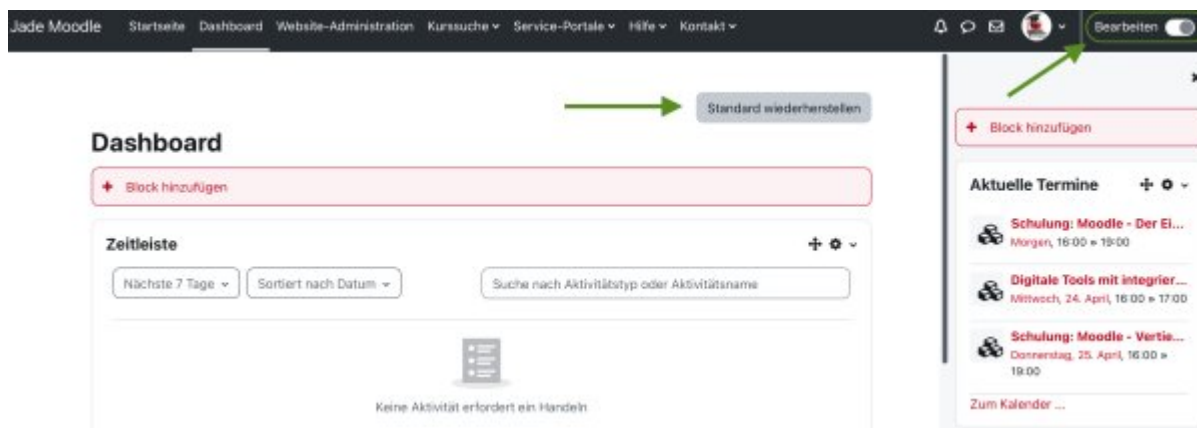 Jade Moodle Startseite Dashboard Website-Administration Kurssuche Service-Portale Hilfe Kontakt Bearbeiten
Standard wiederherstellen
Dashboard
+ Block hinzufügen
Zeitleiste
Nächste 7 Tage Sortiert nach Datum Suche nach Aktivitätstyp oder Aktivitätsname
Keine Aktivität erfordert ein Handeln
+ Block hinzufügen
Aktuelle Termine
Schulung: Moodle - Der Ei...
Morgen, 16:00 » 19:00
Digitale Tools mit integrier...
Mittwoch, 24. April, 16:00 » 17:00
Schulung: Moodle - Vertie...
Donnerstag, 25. April, 16:00 »
19:00
Zum Kalender ...